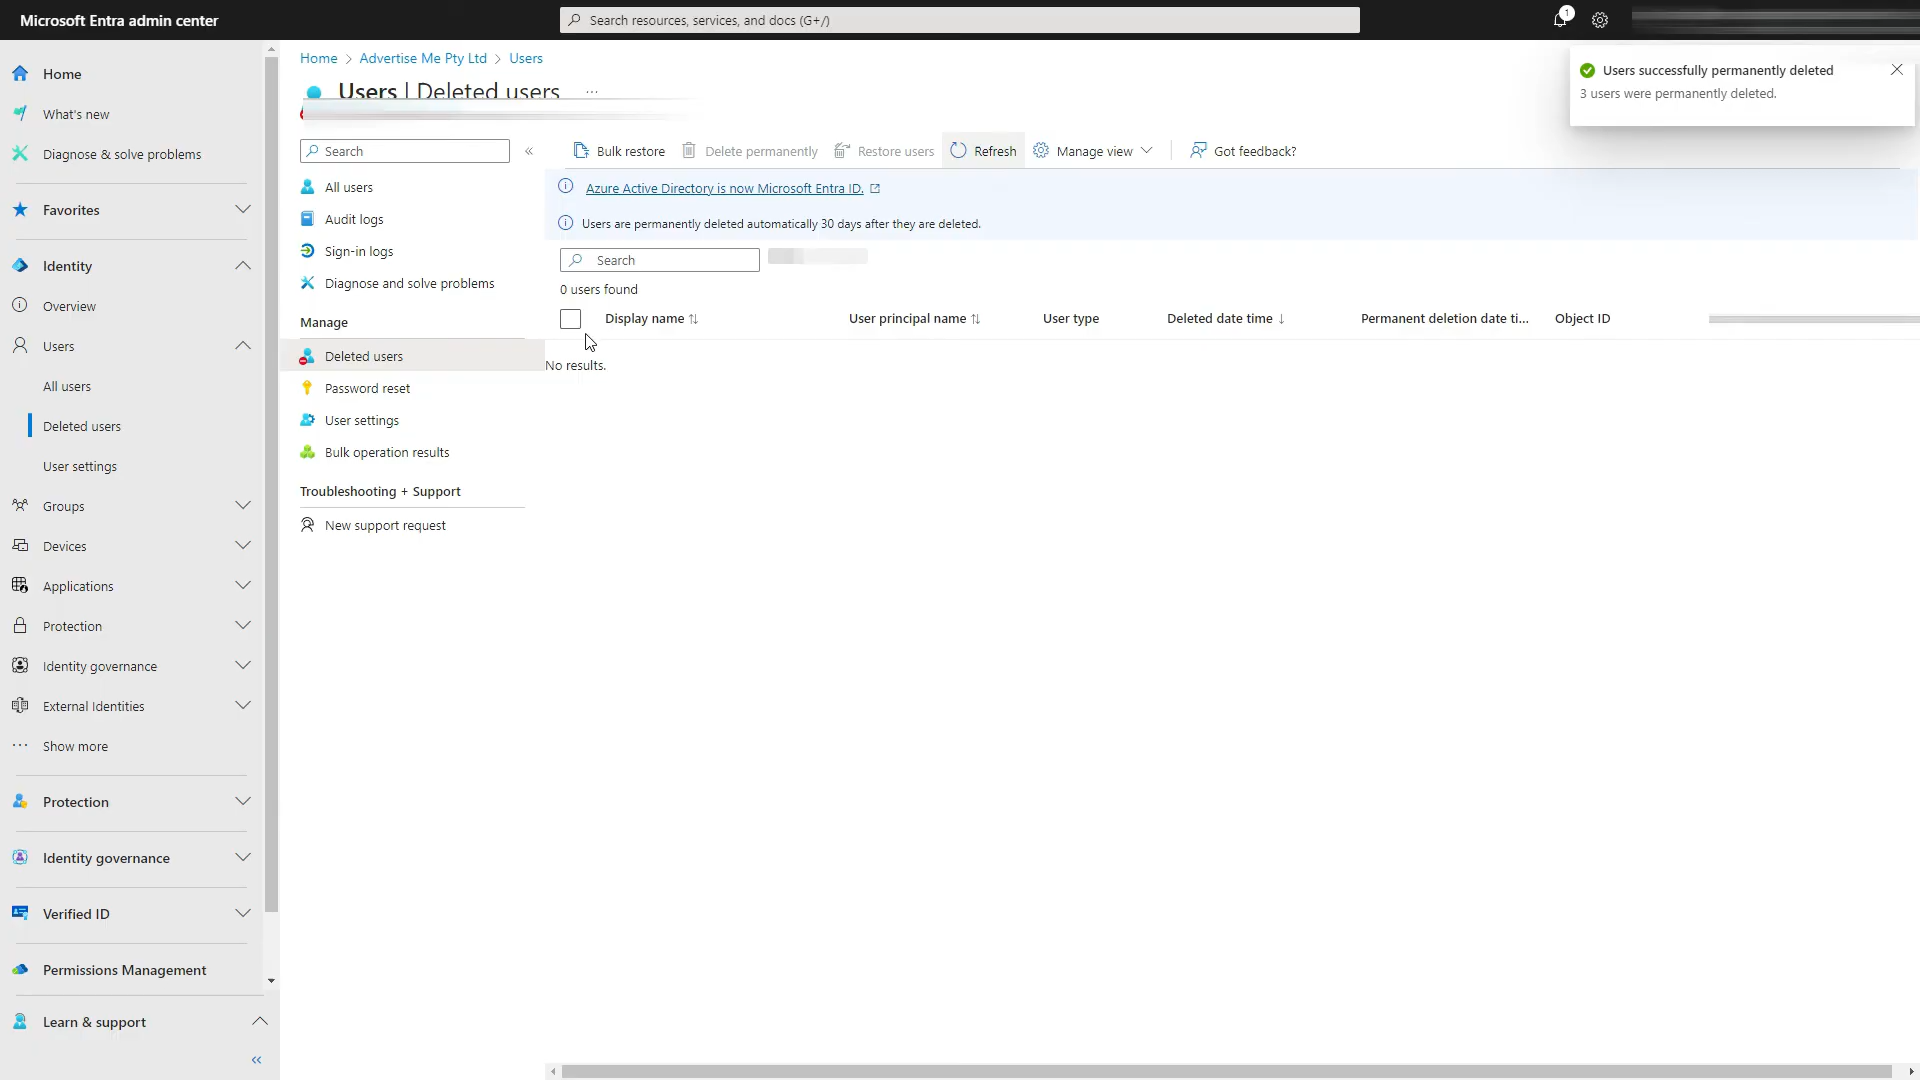 Microsoft Entra admin center
Search resources, services, and docs (G+/)
1
Home
What's new
Diagnose & solve problems
Favorites
Identity
Overview
Users
All users
Deleted users
User settings
Groups
Devices
Applications
Protection
Identity governance
External Identities
Show more
Protection
Identity governance
Verified ID
Permissions Management
Learn & support
Home > Advertise Me Pty Ltd > Users
Users | Deleted users ...
Search
All users
Audit logs
Sign-in logs
Diagnose and solve problems
Manage
Deleted users
Password reset
User settings
Bulk operation results
Troubleshooting + Support
New support request
Bulk restore Delete permanently Restore users Refresh Manage view Got feedback?
Azure Active Directory is now Microsoft Entra ID.
Users are permanently deleted automatically 30 days after they are deleted.
Search
0 users found
Display name User principal name User type Deleted date time Permanent deletion date ti... Object ID
No results.
Users successfully permanently deleted
3 users were permanently deleted.